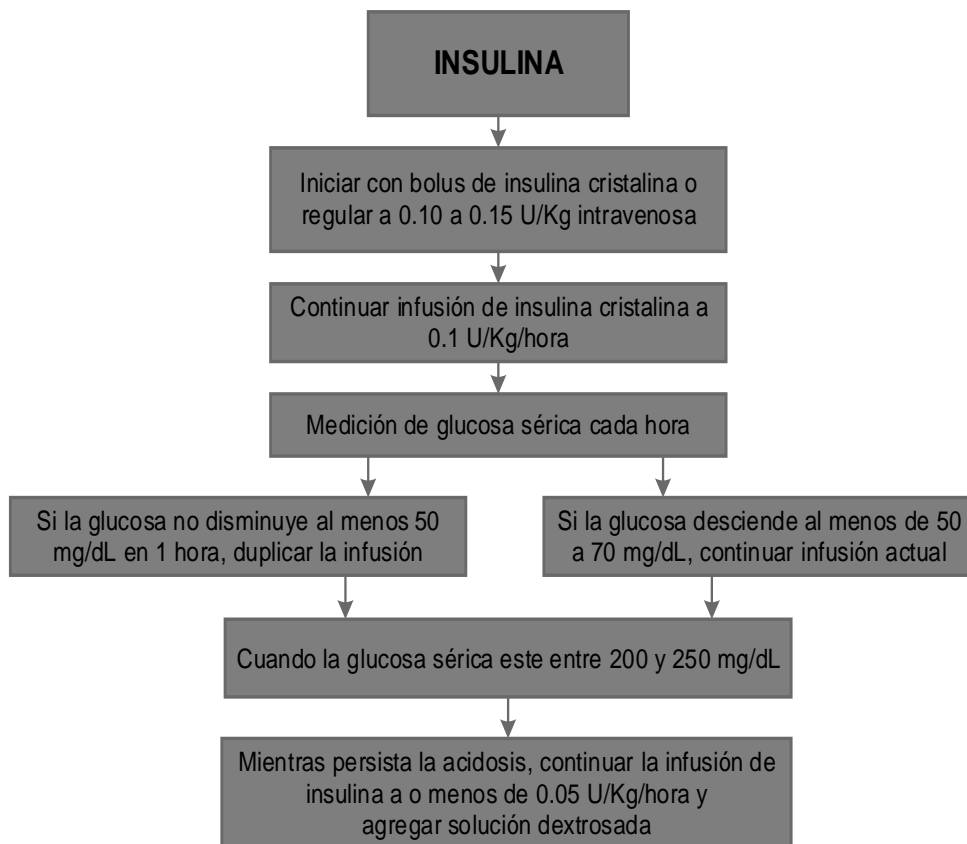 INSULINA
Iniciar con bolus de insulina cristalina o
regular a 0.10 a 0.15 U/Kg intravenosa
Continuar infusión de insulina cristalina a
0.1 U/Kg/hora
Medición de glucosa sérica cada hora
Si la glucosa no disminuye al menos 50
mg/dL en 1 hora, duplicar la infusión
Si la glucosa desciende al menos de 50
a 70 mg/dL, continuar infusión actual
Cuando la glucosa sérica este entre 200 y 250 mg/dL
Mientras persista la acidosis, continuar la infusión de
insulina a o menos de 0.05 U/Kg/hora y
agregar solución dextrosada